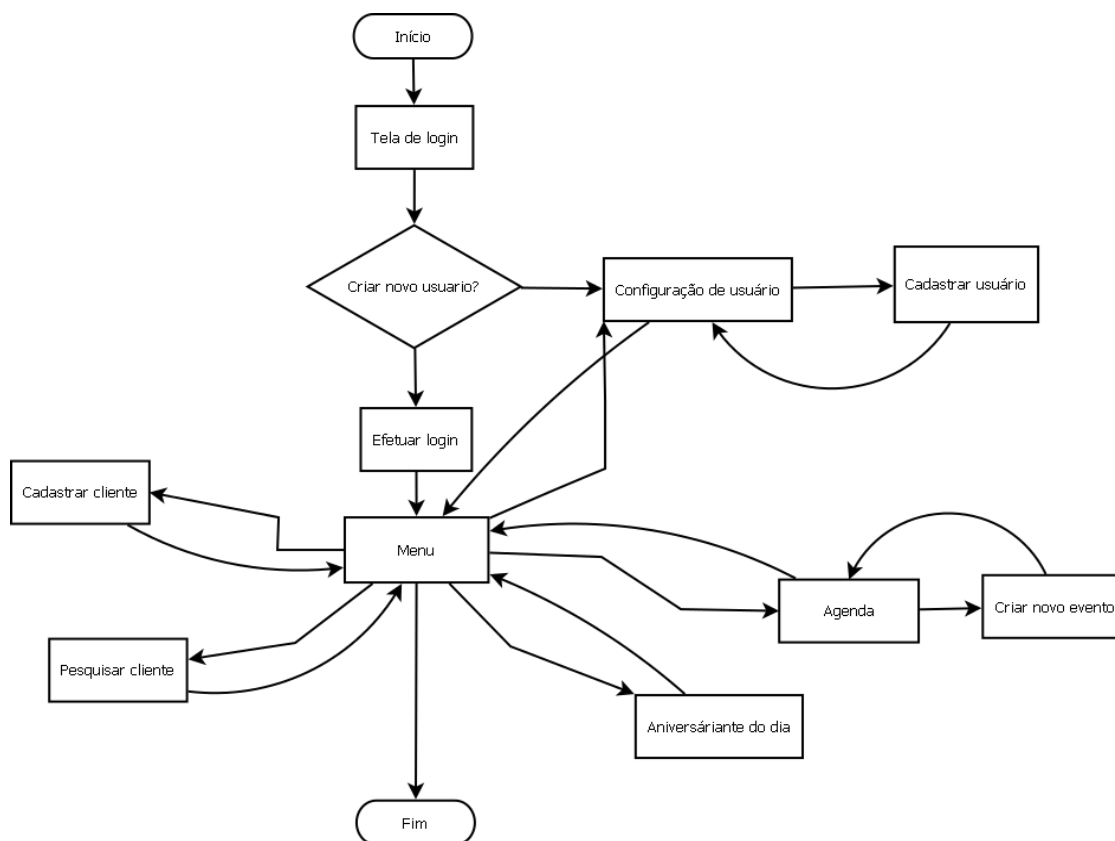 Início
Tela de login
Criar novo usuario?
Configuração de usuário
Cadastrar usuário
Efetuar login
Cadastrar cliente
Menu
Agenda
Criar novo evento
Pesquisar cliente
Aniversáriante do dia
Fim